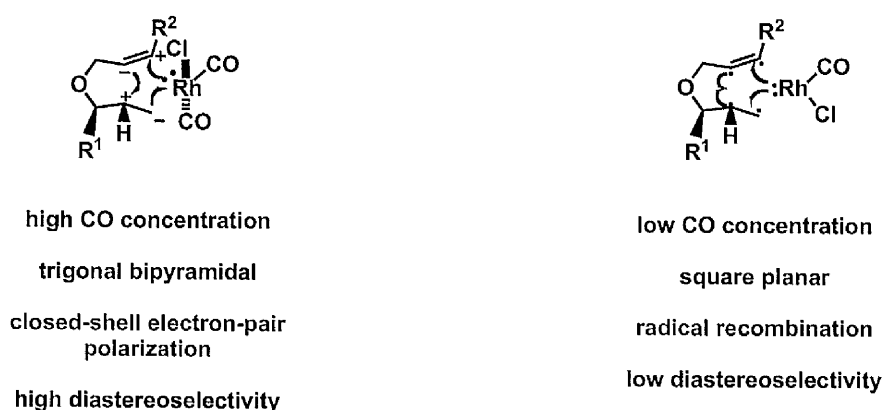 R²
Cl
+
CO
−
O
Rh
+
CO
H
−
R¹
high CO concentration
trigonal bipyramidal
closed-shell electron-pair
polarization
high diastereoselectivity
R²
CO
O
:Rh
Cl
H
R¹
low CO concentration
square planar
radical recombination
low diastereoselectivity